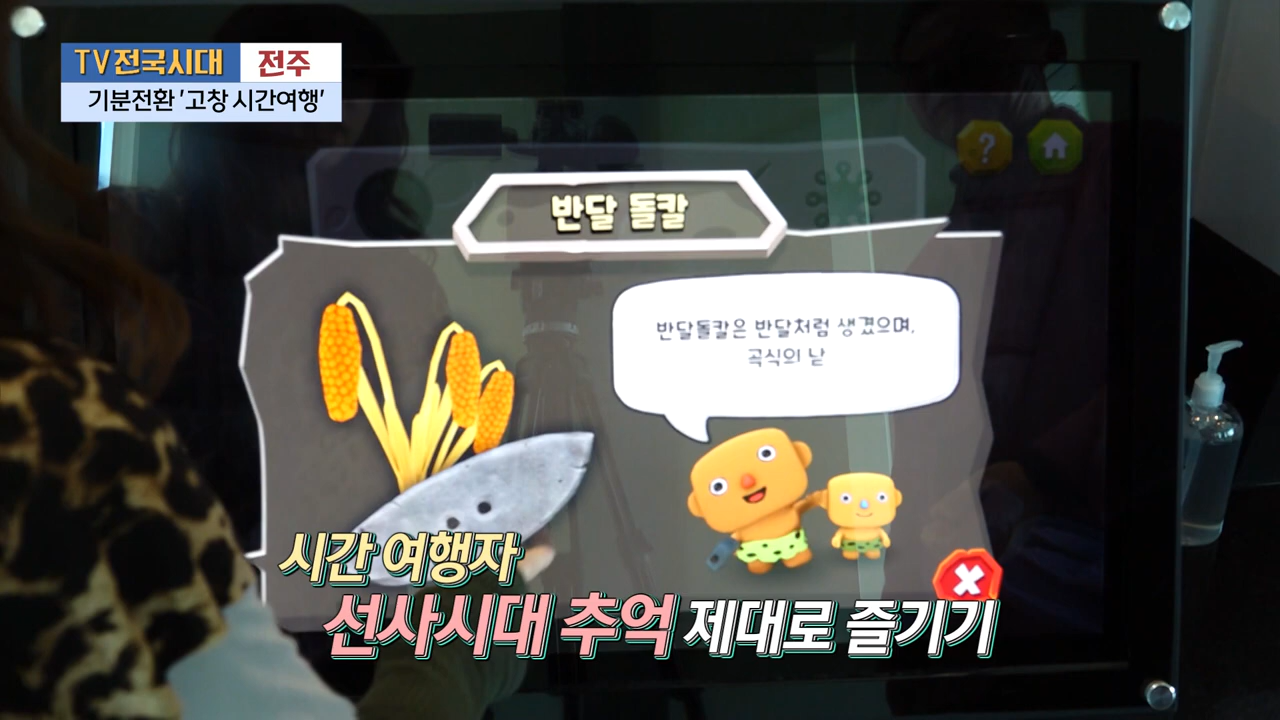 TV전국시대 전주
기분전환 '고창 시간여행'
?
반달 돌칼
반달돌칼은 반달처럼 생겼으며,
곡식의 낟
시간 여행자
선사시대 추억 제대로 즐기기